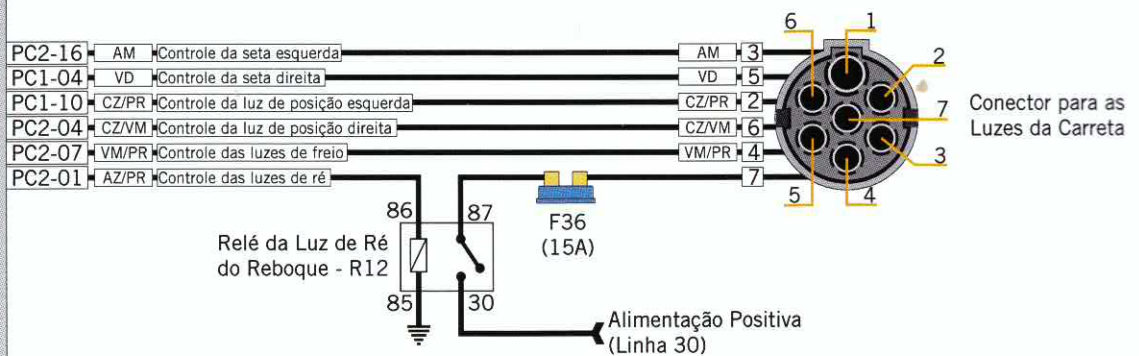 6 1
PC2-16 AM Controle da seta esquerda AM 3
2
PC1-04 VD Controle da seta direita VD 5
PC1-10 CZ/PR Controle da luz de posição esquerda CZ/PR 2
7
Conector para as
Luzes da Carreta
PC2-04 CZ/VM Controle da luz de posição direita CZ/VM 6
PC2-07 VM/PR Controle das luzes de freio VM/PR 4
3
PC2-01 AZ/PR Controle das luzes de ré 7
5 4
86 87
F36
(15A)
Relé da Luz de Ré
do Reboque - R12
85 30
Alimentação Positiva
(Linha 30)